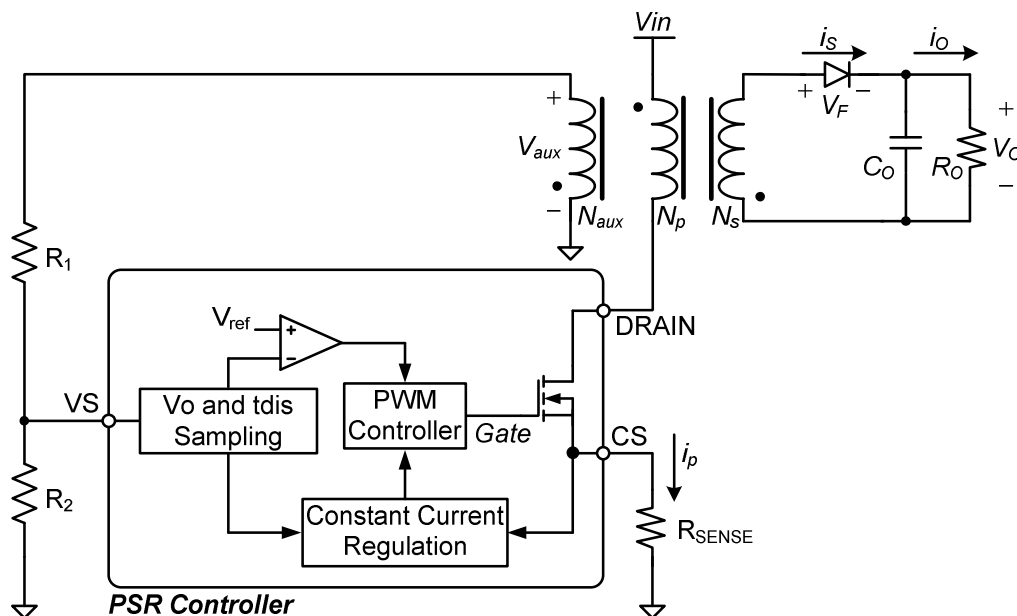 Vin
iS
iO
+
VF
−
+
Vaux
−
Naux
Np
Ns
CO
RO
+
VO
−
R1
DRAIN
Vref
+
−
VS
Vo and tdis
Sampling
PWM
Controller
Gate
CS
ip
R2
Constant Current
Regulation
RSENSE
PSR Controller